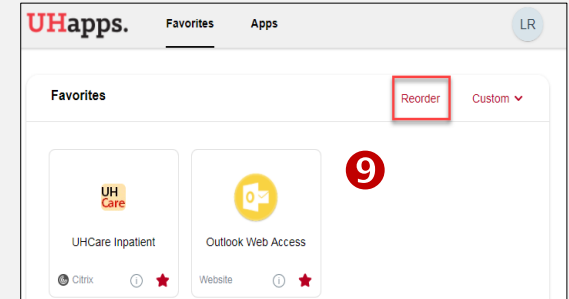 UHapps. Favorites Apps LR
Favorites Reorder Custom
9
UH
Care
UHCare Inpatient Outlook Web Access
Citrix Website